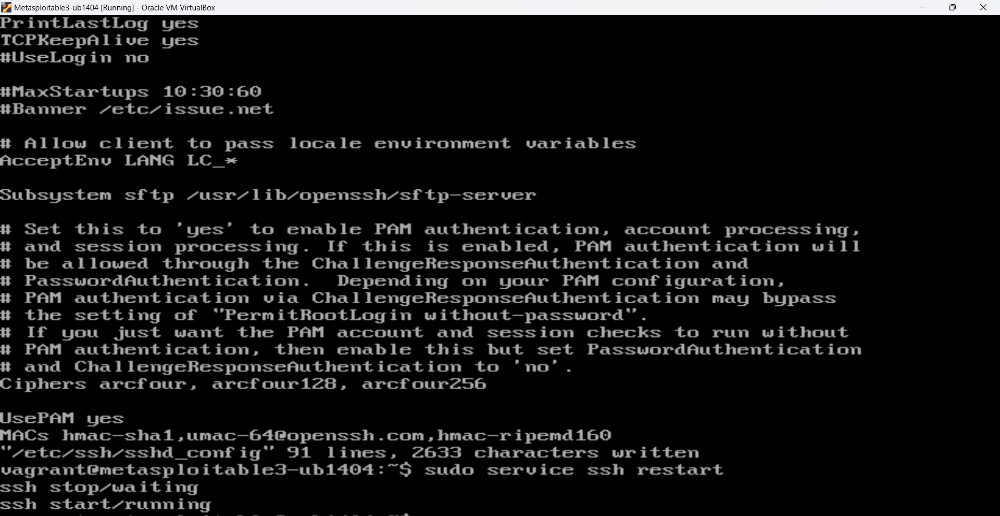 Metasploitable3-ub1404 [Running] - Oracle VM VirtualBox
PrintLastLog yes
TCPKeepAlive yes
#UseLogin no
#MaxStartups 10:30:60
#Banner /etc/issue.net
# Allow client to pass locale environment variables
AcceptEnv LANG LC_*
Subsystem sftp /usr/lib/openssh/sftp-server
# Set this to 'yes' to enable PAM authentication, account processing,
# and session processing. If this is enabled, PAM authentication will
# be allowed through the ChallengeResponseAuthentication and
# PasswordAuthentication.  Depending on your PAM configuration,
# PAM authentication via ChallengeResponseAuthentication may bypass
# the setting of "PermitRootLogin without-password".
# If you just want the PAM account and session checks to run without
# PAM authentication, then enable this but set PasswordAuthentication
# and ChallengeResponseAuthentication to 'no'.
Ciphers arcfour, arcfour128, arcfour256
UsePAM yes
MACs hmac-sha1,umac-64@openssh.com,hmac-ripemd160
"/etc/ssh/sshd_config" 91 lines, 2633 characters written
vagrant@metasploitable3-ub1404:~$ sudo service ssh restart
ssh stop/waiting
ssh start/running